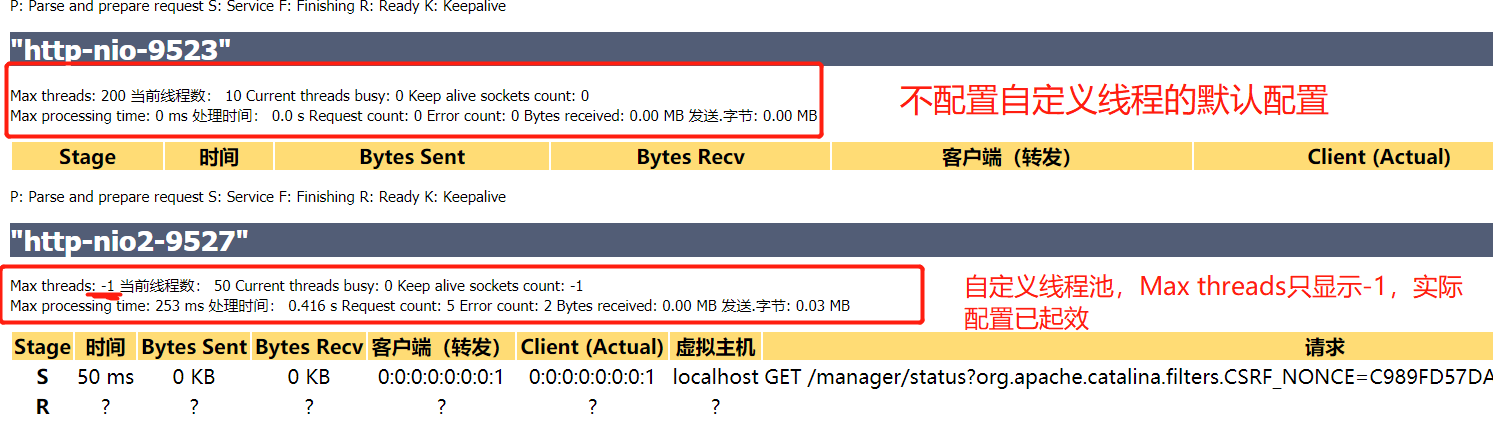 P: Parse and prepare request S: Service F: Finishing R: Ready K: Keepalive
"http-nio-9523"
Max threads: 200 当前线程数： 10 Current threads busy: 0 Keep alive sockets count: 0
Max processing time: 0 ms 处理时间： 0.0 s Request count: 0 Error count: 0 Bytes received: 0.00 MB 发送.字节: 0.00 MB
不配置自定义线程的默认配置
Stage 时间 Bytes Sent Bytes Recv 客户端（转发） Client (Actual)
P: Parse and prepare request S: Service F: Finishing R: Ready K: Keepalive
"http-nio2-9527"
Max threads: -1 当前线程数： 50 Current threads busy: 0 Keep alive sockets count: -1
Max processing time: 253 ms 处理时间： 0.416 s Request count: 5 Error count: 2 Bytes received: 0.00 MB 发送.字节: 0.03 MB
自定义线程池，Max threads只显示-1，实际
配置已起效
Stage 时间 Bytes Sent Bytes Recv 客户端（转发） Client (Actual) 虚拟主机 请求
S 50 ms 0 KB 0 KB 0:0:0:0:0:0:0:1 0:0:0:0:0:0:0:1 localhost GET /manager/status?org.apache.catalina.filters.CSRF_NONCE=C989FD57DA
R ? ? ? ? ? ?